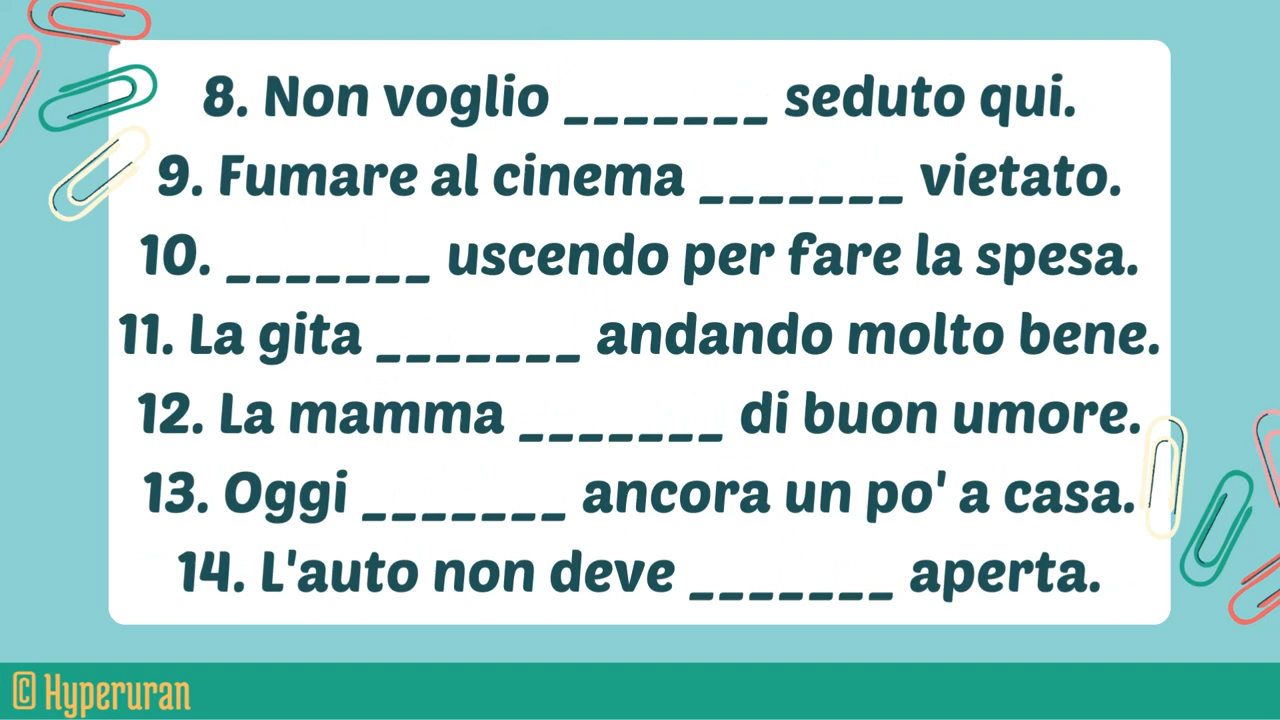 8. Non voglio _______ seduto qui.
9. Fumare al cinema _______ vietato.
10. _______ uscendo per fare la spesa.
11. La gita _______ andando molto bene.
12. La mamma _______ di buon umore.
13. Oggi _______ ancora un po' a casa.
14. L'auto non deve _______ aperta.
© Hyperuran